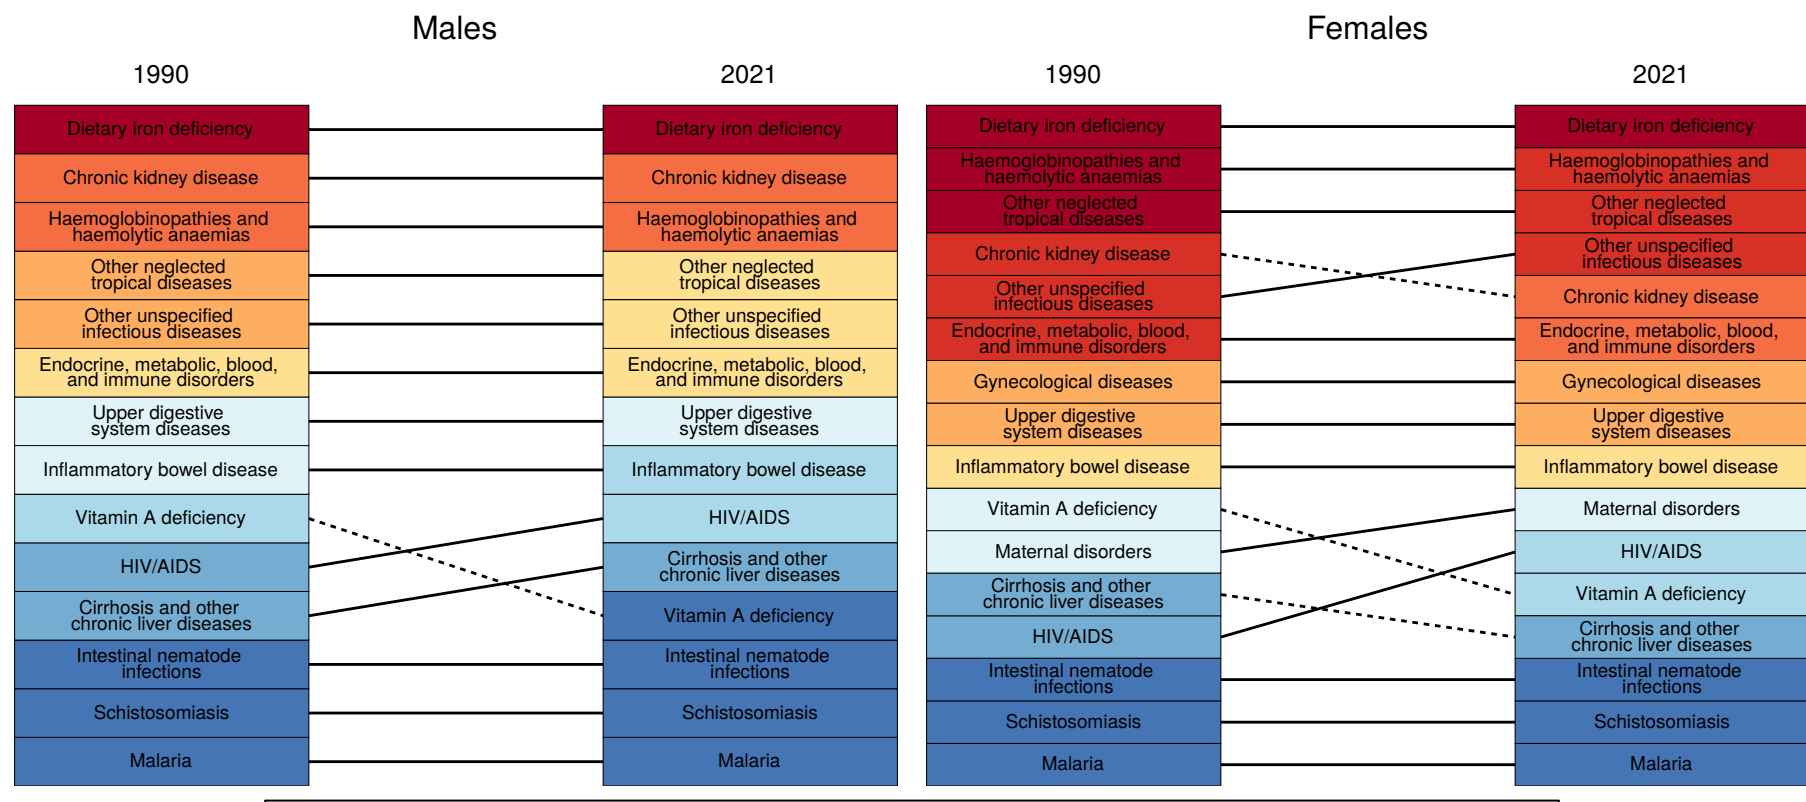 Males
1990
2021
Dietary iron deficiency
Chronic kidney disease
Haemoglobinopathies and
haemolytic anaemias
Other neglected
tropical diseases
Other unspecified
infectious diseases
Endocrine, metabolic, blood,
and immune disorders
Upper digestive
system diseases
Inflammatory bowel disease
Vitamin A deficiency
HIV/AIDS
Cirrhosis and other
chronic liver diseases
Intestinal nematode
infections
Schistosomiasis
Malaria
Dietary iron deficiency
Chronic kidney disease
Haemoglobinopathies and
haemolytic anaemias
Other neglected
tropical diseases
Other unspecified
infectious diseases
Endocrine, metabolic, blood,
and immune disorders
Upper digestive
system diseases
Inflammatory bowel disease
HIV/AIDS
Cirrhosis and other
chronic liver diseases
Vitamin A deficiency
Intestinal nematode
infections
Schistosomiasis
Malaria
Females
1990
2021
Dietary iron deficiency
Haemoglobinopathies and
haemolytic anaemias
Other neglected
tropical diseases
Chronic kidney disease
Other unspecified
infectious diseases
Endocrine, metabolic, blood,
and immune disorders
Gynecological diseases
Upper digestive
system diseases
Inflammatory bowel disease
Vitamin A deficiency
Maternal disorders
Cirrhosis and other
chronic liver diseases
HIV/AIDS
Intestinal nematode
infections
Schistosomiasis
Malaria
Dietary iron deficiency
Haemoglobinopathies and
haemolytic anaemias
Other neglected
tropical diseases
Other unspecified
infectious diseases
Chronic kidney disease
Endocrine, metabolic, blood,
and immune disorders
Gynecological diseases
Upper digestive
system diseases
Inflammatory bowel disease
Maternal disorders
HIV/AIDS
Vitamin A deficiency
Cirrhosis and other
chronic liver diseases
Intestinal nematode
infections
Schistosomiasis
Malaria